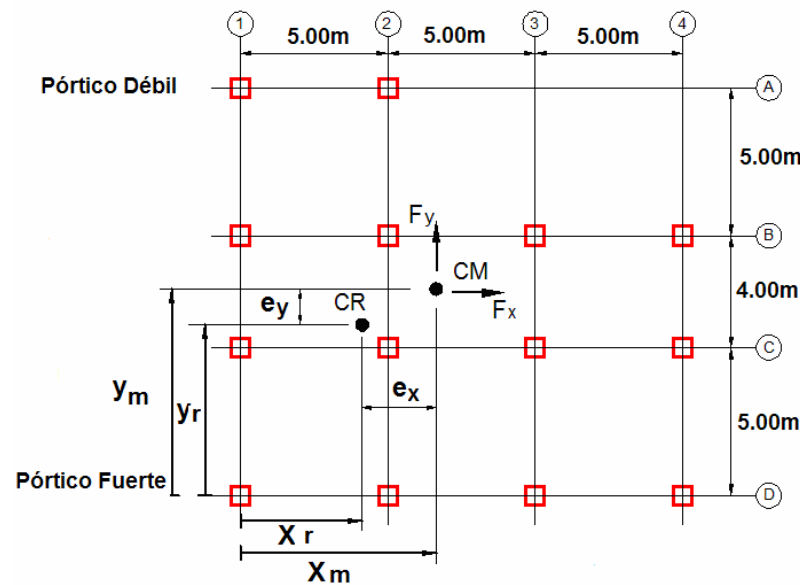 1 2 3 4
5.00m 5.00m 5.00m
Pórtico Débil
A
5.00m
Fy
B
CM
4.00m
ey
CR
Fx
C
ym
yr
ex
5.00m
Pórtico Fuerte
D
X r
Xm